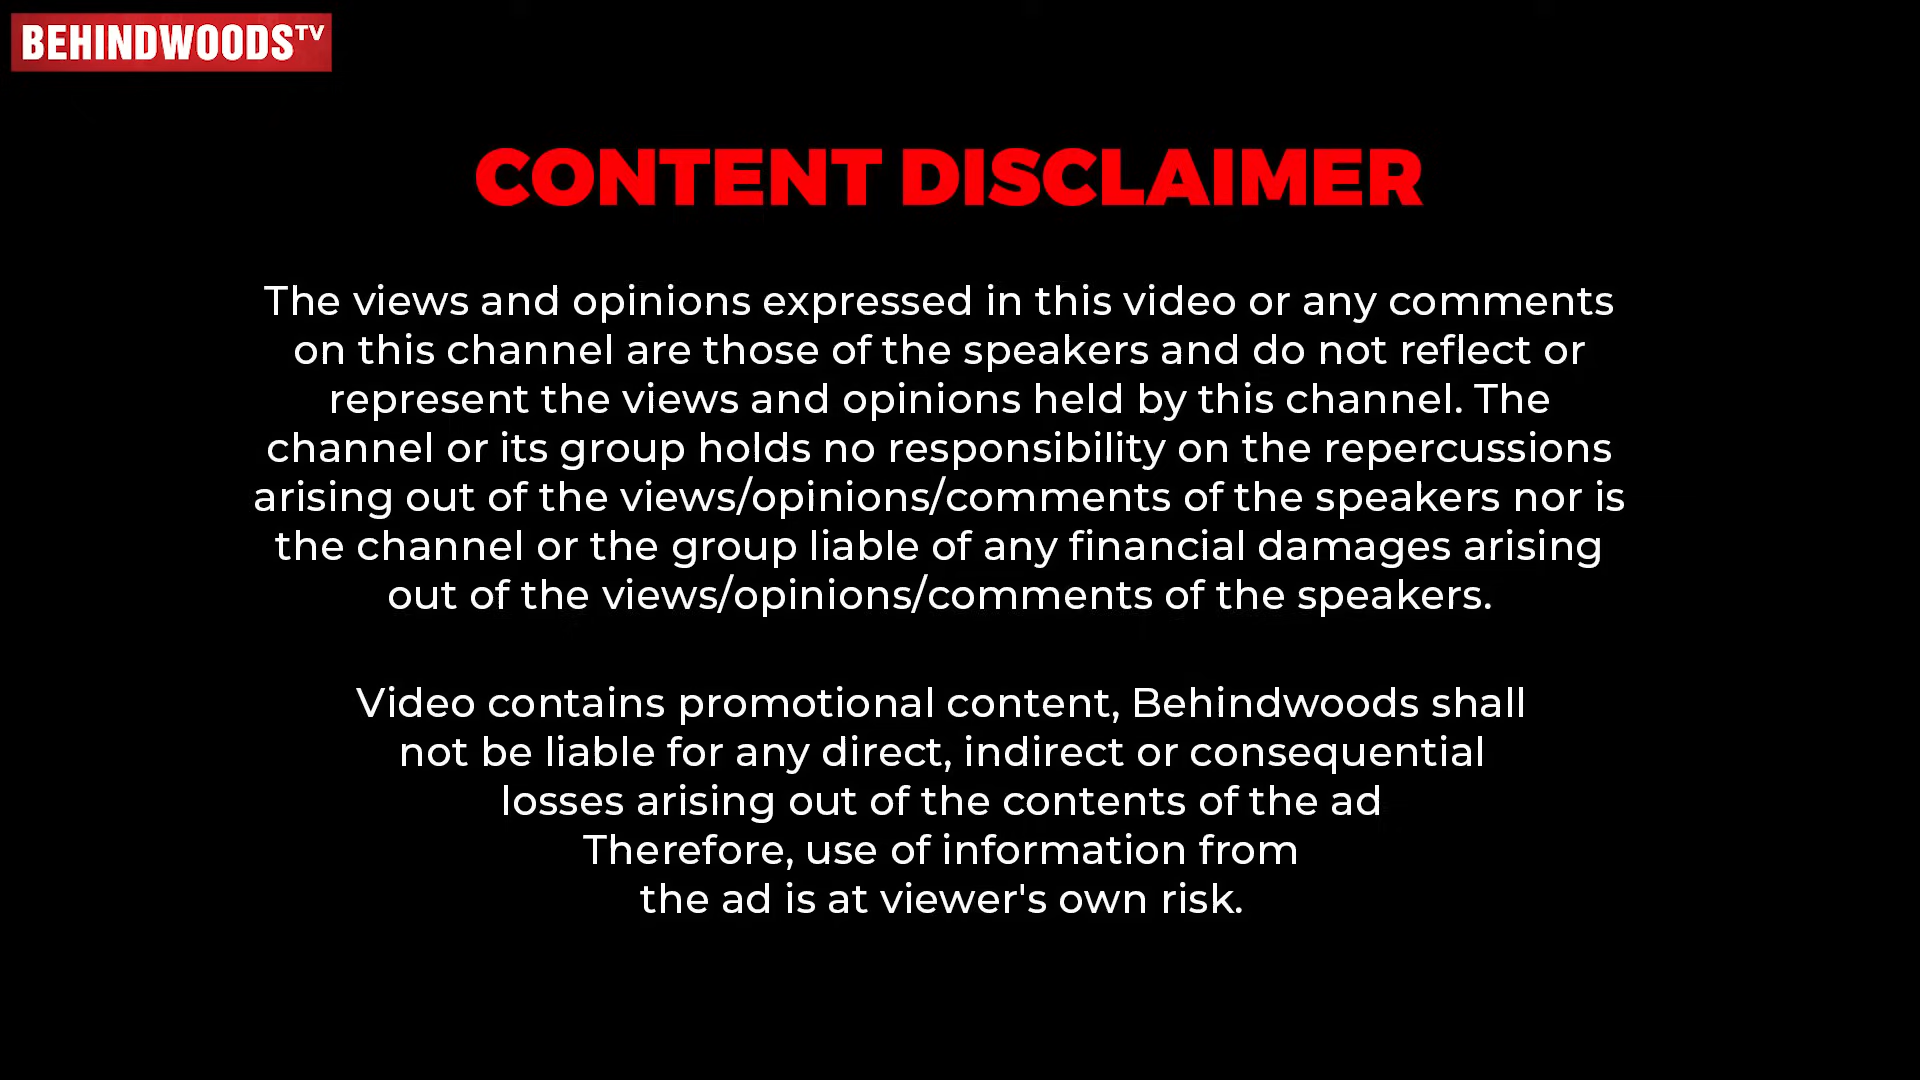 BEHINDWOODSTV
CONTENT DISCLAIMER
The views and opinions expressed in this video or any comments
on this channel are those of the speakers and do not reflect or
represent the views and opinions held by this channel. The
channel or its group holds no responsibility on the repercussions
arising out of the views/opinions/comments of the speakers nor is
the channel or the group liable of any financial damages arising
out of the views/opinions/comments of the speakers.
Video contains promotional content, Behindwoods shall
not be liable for any direct, indirect or consequential
losses arising out of the contents of the ad
Therefore, use of information from
the ad is at viewer's own risk.